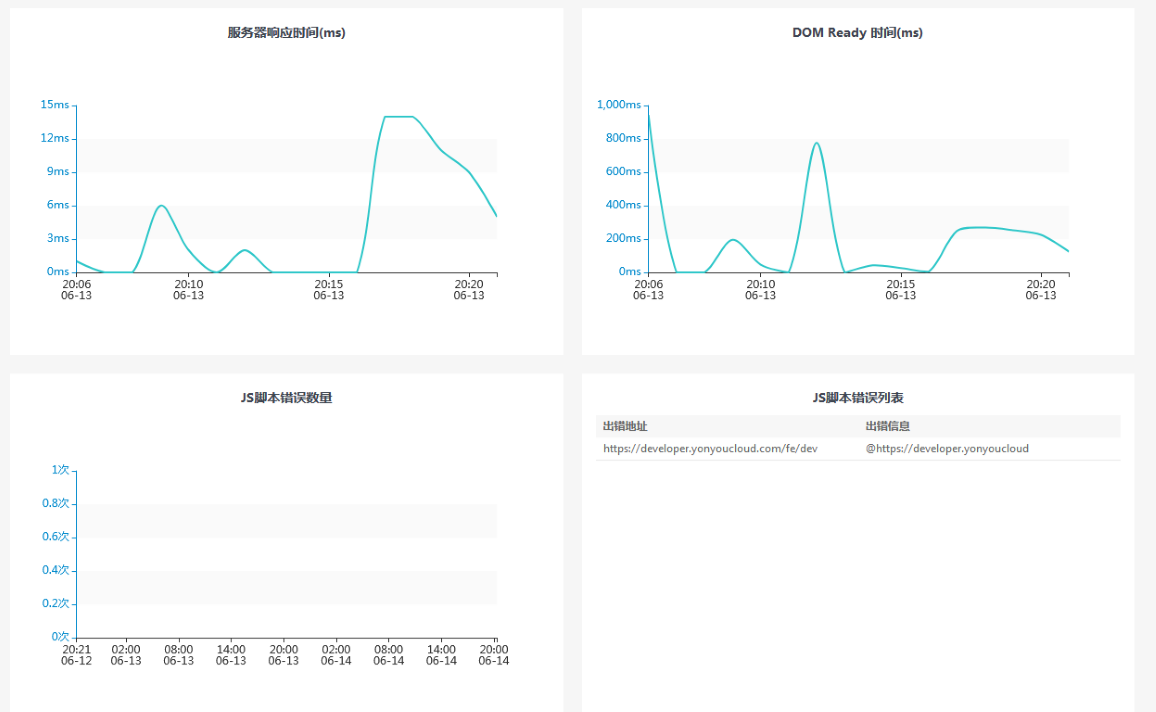 服务器响应时间(ms)
15ms
12ms
9ms
6ms
3ms
0ms
20:06
06-13
20:10
06-13
20:15
06-13
20:20
06-13
DOM Ready 时间(ms)
1,000ms
800ms
600ms
400ms
200ms
0ms
20:06
06-13
20:10
06-13
20:15
06-13
20:20
06-13
JS脚本错误数量
1次
0.8次
0.6次
0.4次
0.2次
0次
20:21
06-12
02:00
06-13
08:00
06-13
14:00
06-13
20:00
06-13
02:00
06-14
08:00
06-14
14:00
06-14
20:00
06-14
JS脚本错误列表
出错地址 出错信息
https://developer.yonyoucloud.com/fe/dev @https://developer.yonyoucloud